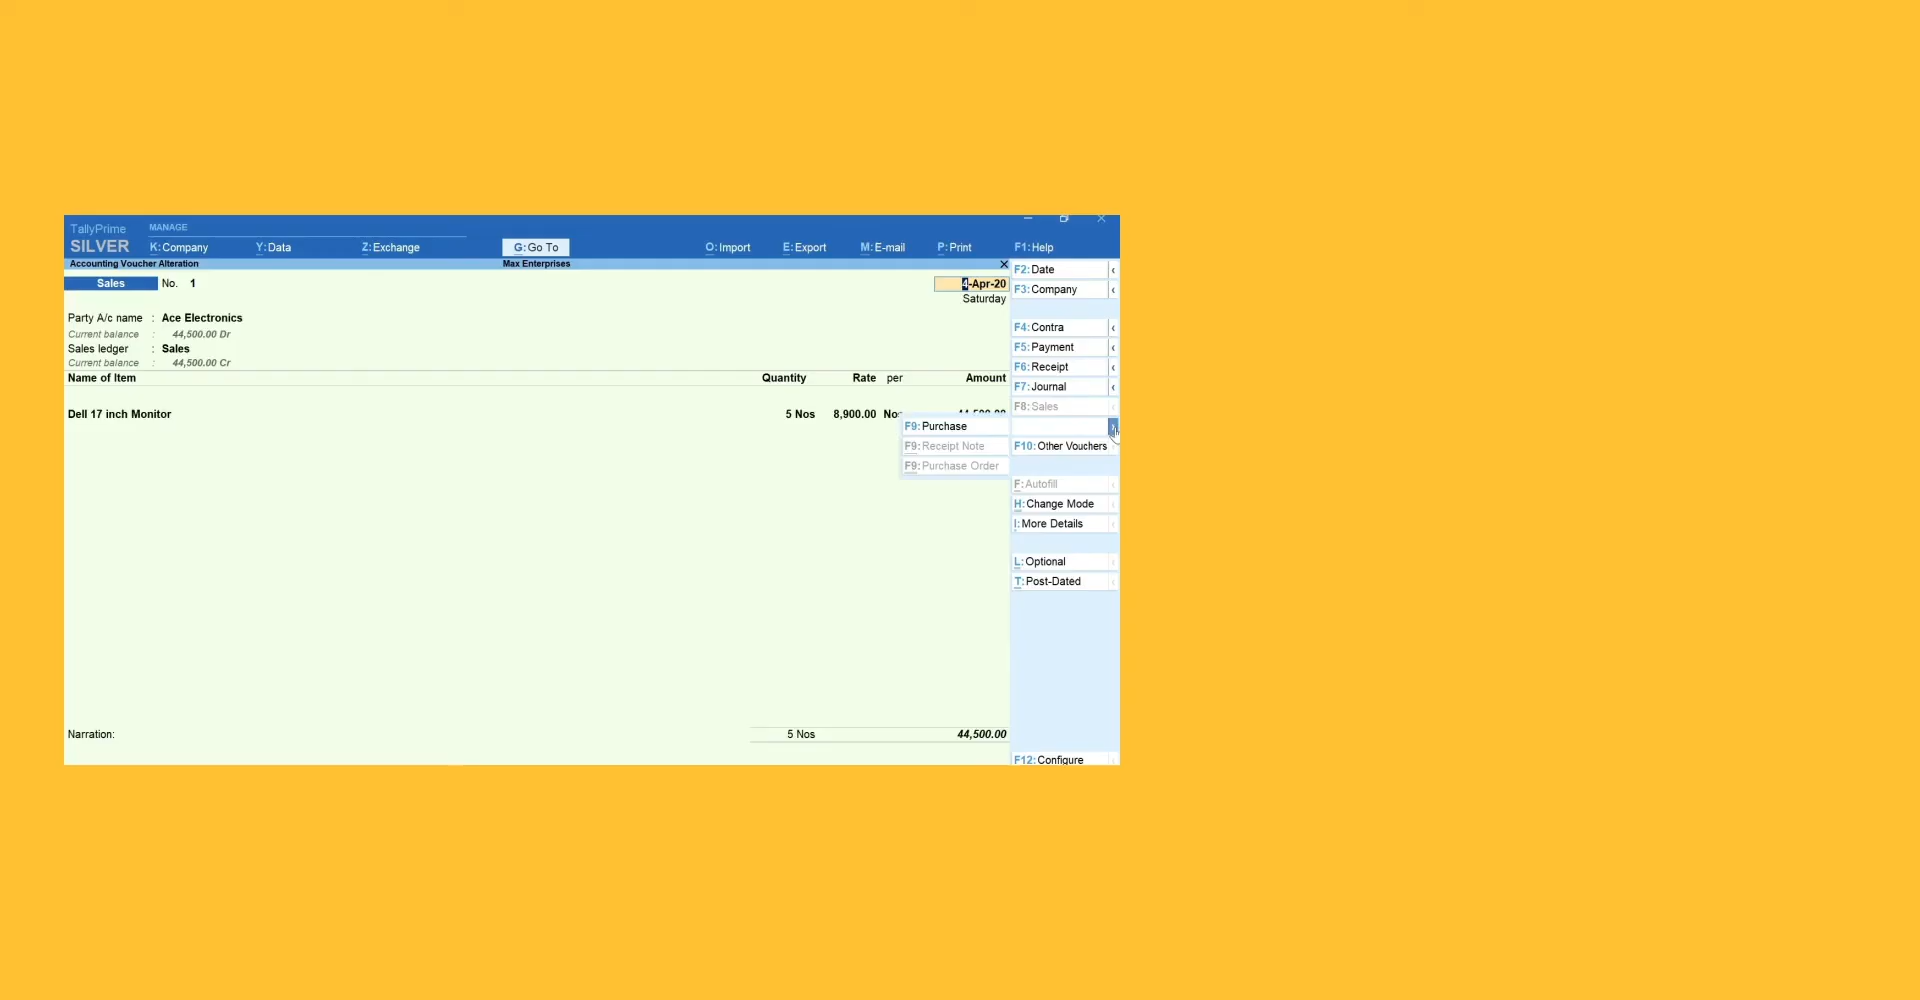 TallyPrime MANAGE
SILVER K:Company Y:Data Z:Exchange G:Go To O:Import E:Export M:E-mail P:Print F1:Help
Accounting Voucher Alteration Max Enterprises
F2:Date
Sales No. 1 4-Apr-20
F3:Company
Saturday
Party A/c name : Ace Electronics
F4:Contra
Current balance : 44,500.00 Dr
Sales ledger : Sales
F5:Payment
Current balance : 44,500.00 Cr
F6:Receipt
Name of Item Quantity Rate per Amount
F7:Journal
F8:Sales
Dell 17 inch Monitor 5 Nos 8,900.00 Nos 44,500.00
F9:Purchase
F9:Receipt Note
F10:Other Vouchers
F9:Purchase Order
F:Autofill
H:Change Mode
I:More Details
L:Optional
T:Post-Dated
Narration: 5 Nos 44,500.00
F12:Configure